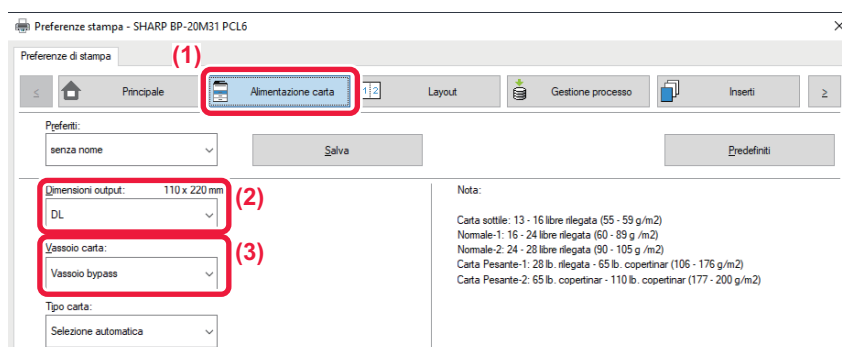 Preferenze stampa - SHARP BP-20M31 PCL6
Preferenze di stampa
(1)
Principale
Alimentazione carta
1 2
Layout
Gestione processo
Inserti
Preferiti:
senza nome
Salva
Predefiniti
Dimensioni output: 110 x 220 mm
(2)
DL
Vassoio carta:
(3)
Vassoio bypass
Tipo carta:
Selezione automatica
Nota:
Carta sottile: 13 - 16 libre rilegata (55 - 59 g/m2)
Normale-1: 16 - 24 libre rilegata (60 - 89 g /m2)
Normale-2: 24 - 28 libre rilegata (90 - 105 g /m2)
Carta Pesante-1: 28 lb. rilegata - 65 lb. copertinar (106 - 176 g/m2)
Carta Pesante-2: 65 lb. copertinar - 110 lb. copertinar (177 - 200 g/m2)